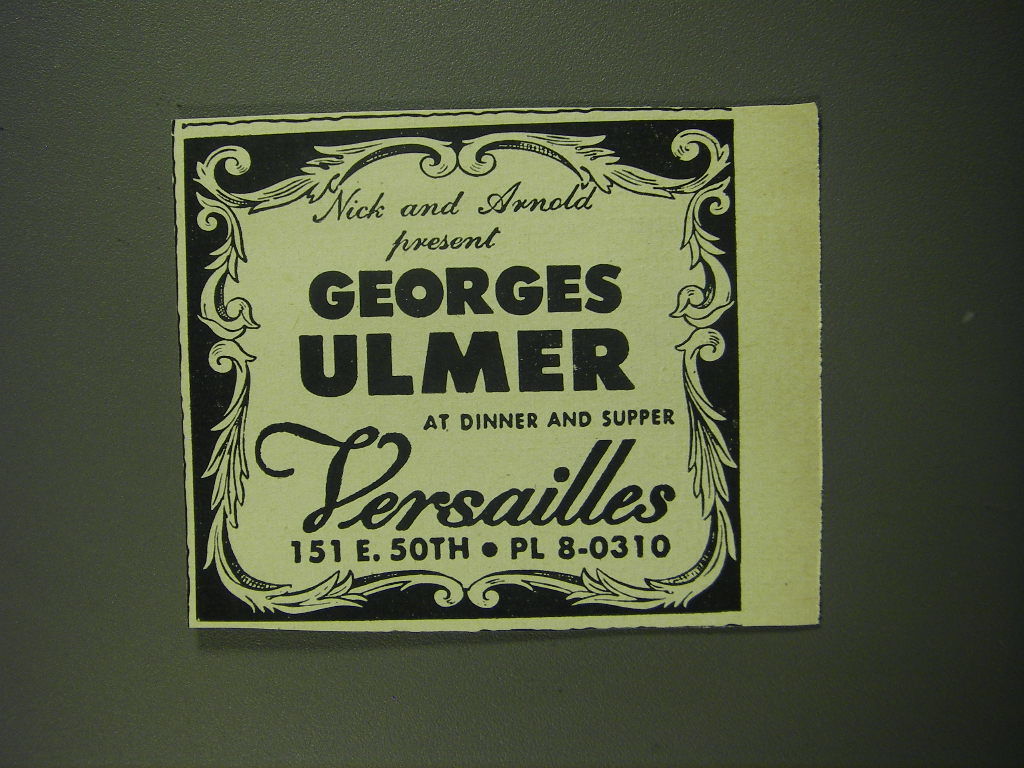 Nick and Arnold
present
GEORGES
ULMER
AT DINNER AND SUPPER
Versailles
151 E. 50TH • PL 8-0310